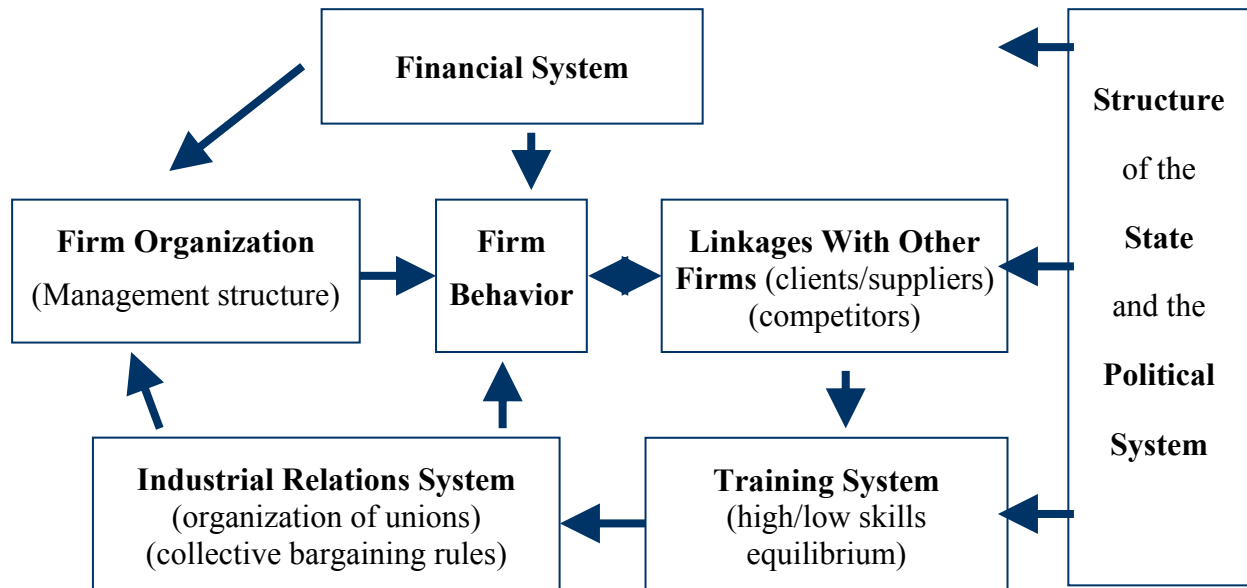 Financial System
Firm Organization
(Management structure)
Firm
Behavior
Linkages With Other
Firms (clients/suppliers)
(competitors)
Industrial Relations System
(organization of unions)
(collective bargaining rules)
Training System
(high/low skills
equilibrium)
Structure
of the
State
and the
Political
System